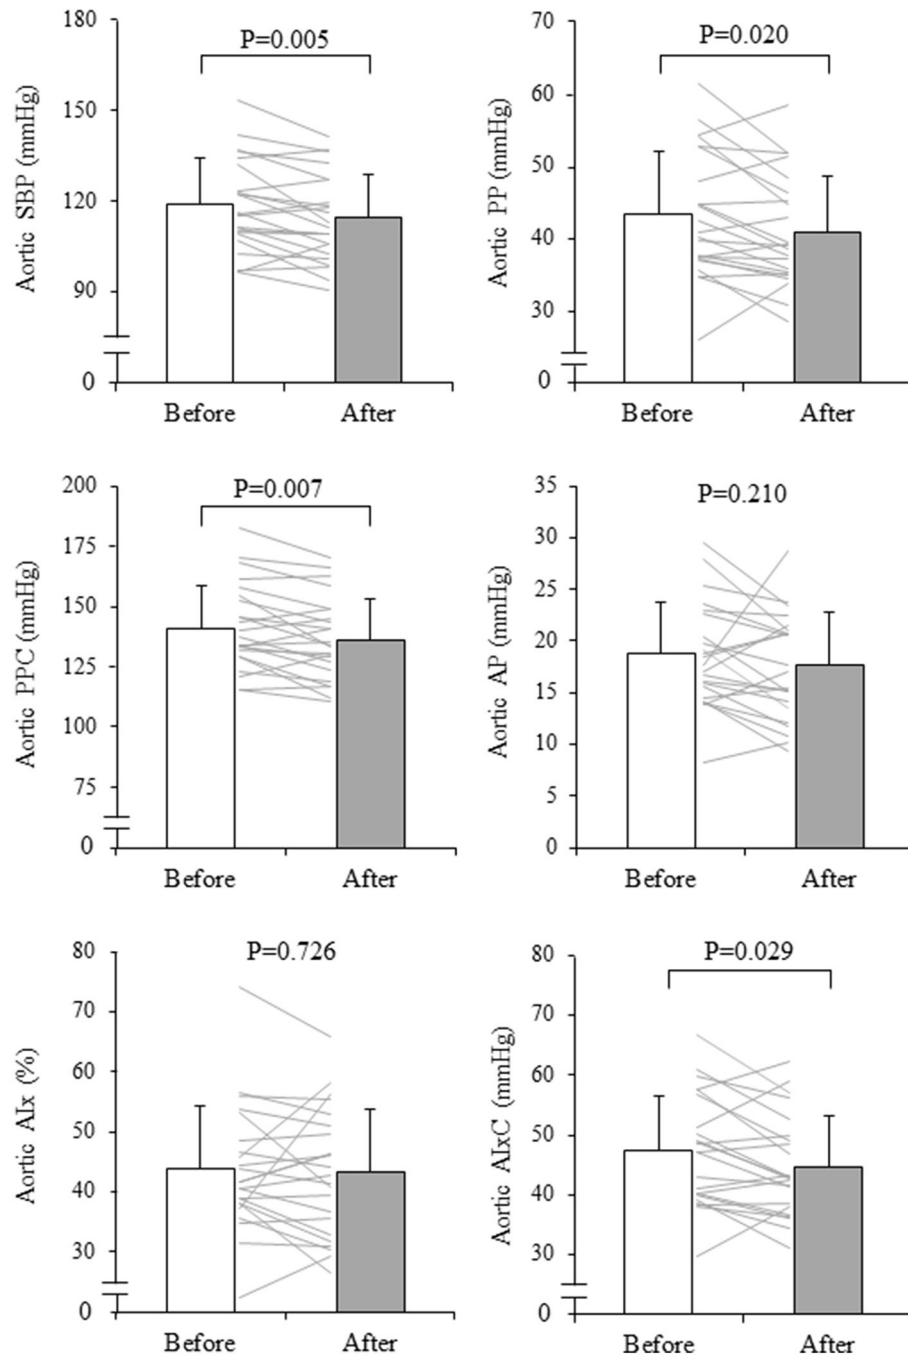 Aortic SBP (mmHg)
180
150
120
90
0
P=0.005
Before
After
Aortic PP (mmHg)
70
60
50
40
30
0
P=0.020
Before
After
Aortic PPC (mmHg)
200
175
150
125
100
75
0
P=0.007
Before
After
Aortic AP (mmHg)
35
30
25
20
15
10
5
0
P=0.210
Before
After
Aortic AIx (%)
80
70
60
50
40
30
0
P=0.726
Before
After
Aortic AIxC (mmHg)
80
70
60
50
40
30
0
P=0.029
Before
After